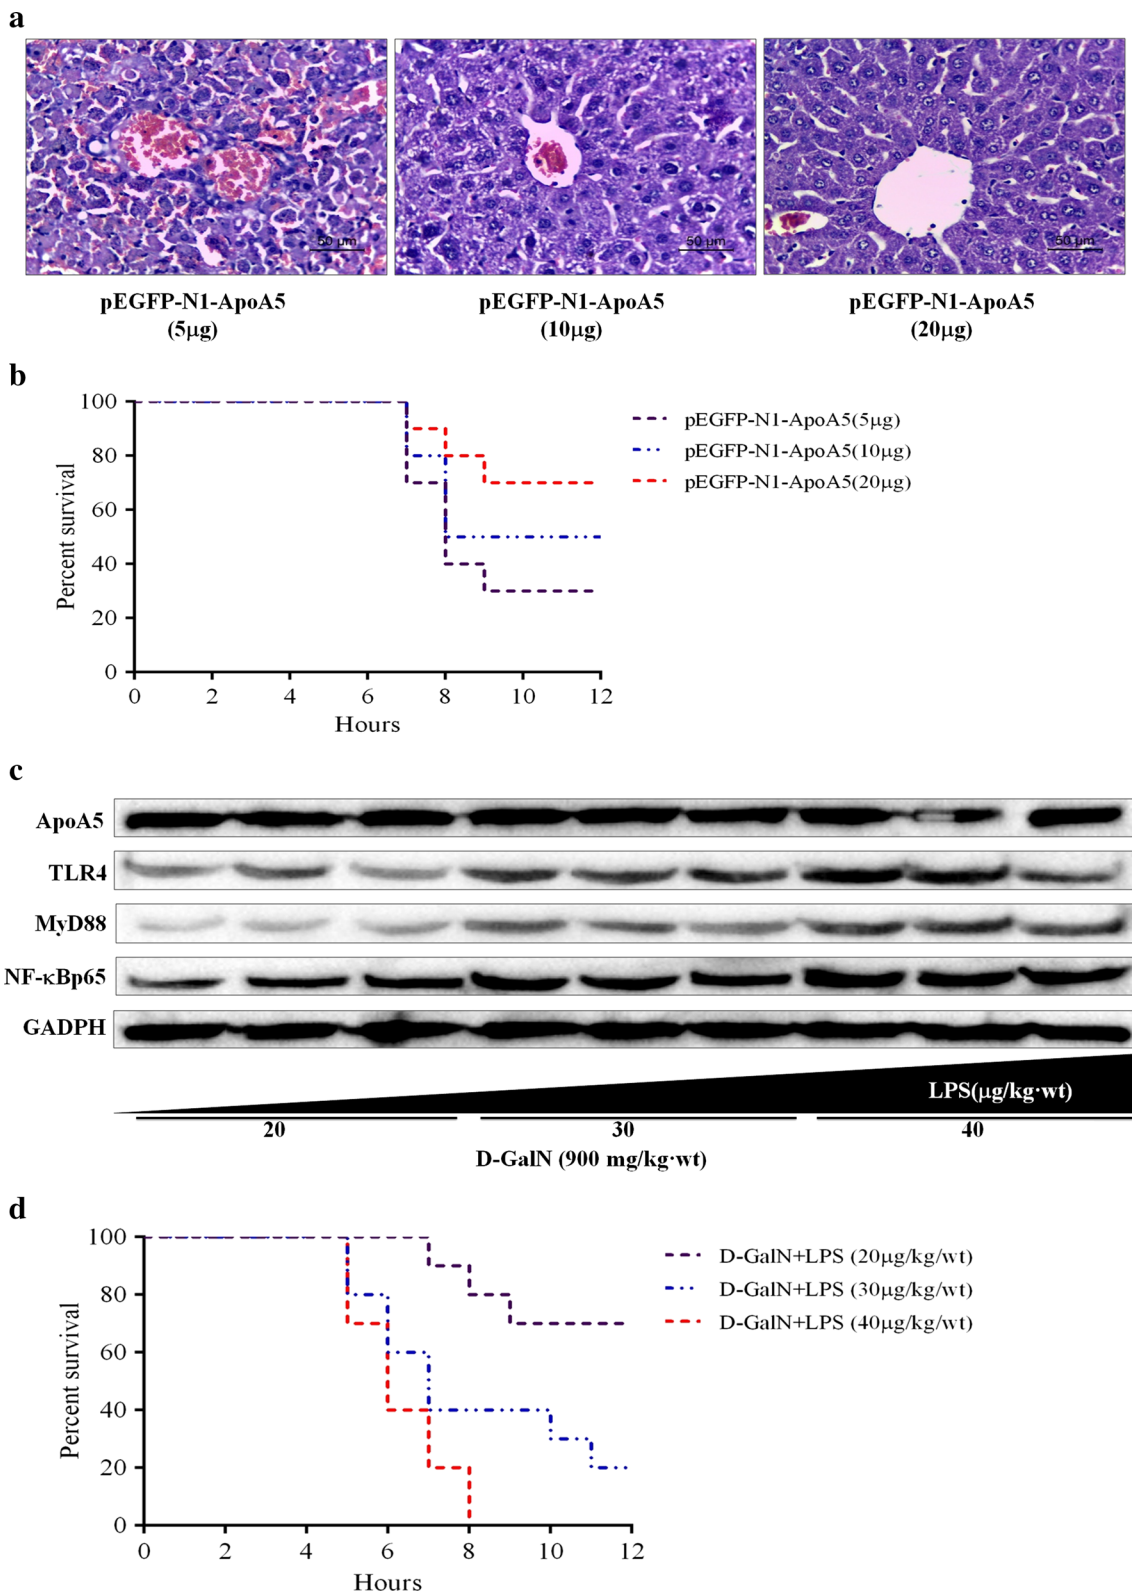 a
50 μm
50 μm
50 μm
pEGFP-N1-ApoA5
(5μg)
pEGFP-N1-ApoA5
(10μg)
pEGFP-N1-ApoA5
(20μg)
b
100
80
60
40
20
0
Percent survival
0 2 4 6 8 10 12
Hours
pEGFP-N1-ApoA5(5μg)
pEGFP-N1-ApoA5(10μg)
pEGFP-N1-ApoA5(20μg)
c
ApoA5
TLR4
MyD88
NF-κBp65
GADPH
LPS(μg/kg·wt)
20 30 40
D-GalN (900 mg/kg·wt)
d
100
80
60
40
20
0
Percent survival
0 2 4 6 8 10 12
Hours
D-GalN+LPS (20μg/kg/wt)
D-GalN+LPS (30μg/kg/wt)
D-GalN+LPS (40μg/kg/wt)